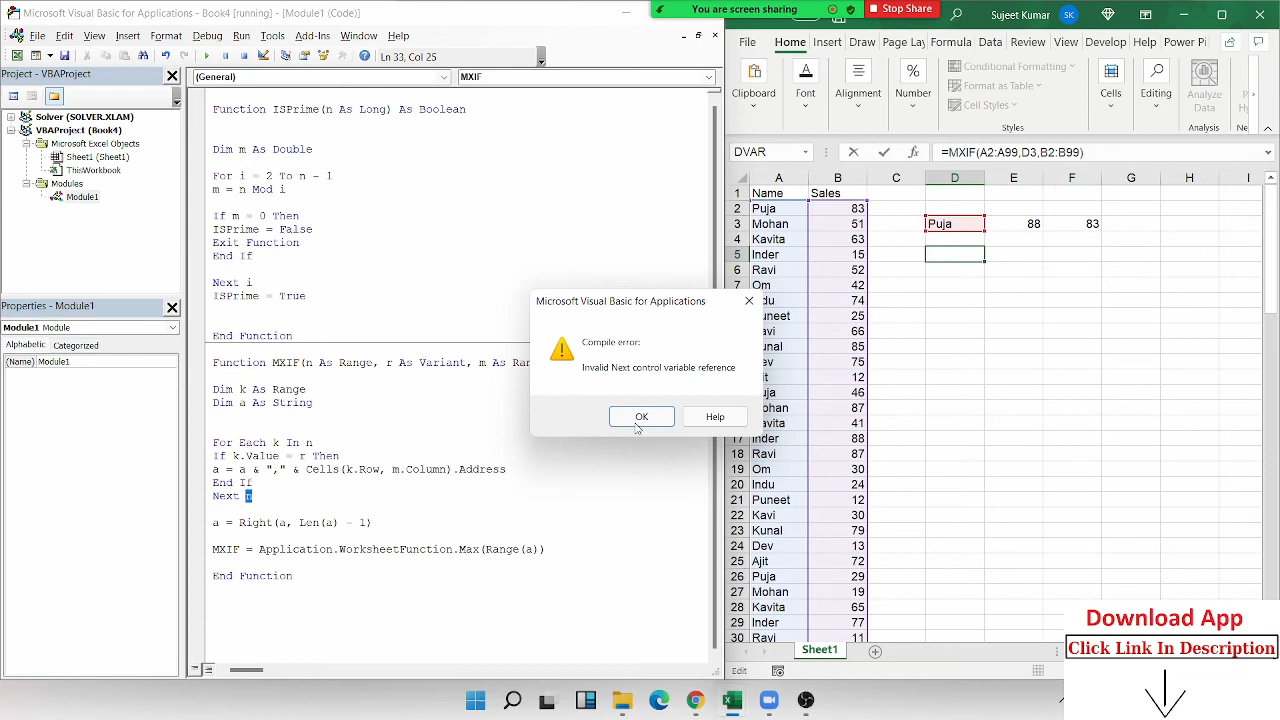 Microsoft Visual Basic for Applications - Book4 [running] - [Module1 (Code)]
You are screen sharing
Stop Share
Sujeet Kumar
SK
File Edit View Insert Format Debug Run Tools Add-Ins Window Help
Ln 33, Col 25
File Home Insert Draw Page Lay Formula Data Review View Develop Help Power Pi
Project - VBAProject
Solver (SOLVER.XLAM)
VBAProject (Book4)
Microsoft Excel Objects
Sheet1 (Sheet1)
ThisWorkbook
Modules
Module1
Properties - Module1
Module1 Module
Alphabetic Categorized
(Name) Module1
(General)
MXIF
Function ISPrime(n As Long) As Boolean
Dim m As Double
For i = 2 To n - 1
m = n Mod i
If m = 0 Then
ISPrime = False
Exit Function
End If
Next i
ISPrime = True
End Function
Function MXIF(n As Range, r As Variant, m As Ran
Dim k As Range
Dim a As String
For Each k In n
If k.Value = r Then
a = a & "," & Cells(k.Row, m.Column).Address
End If
Next n
a = Right(a, Len(a) - 1)
MXIF = Application.WorksheetFunction.Max(Range(a))
End Function
Microsoft Visual Basic for Applications
Compile error:
Invalid Next control variable reference
OK
Help
Clipboard
Font
Alignment
Number
Conditional Formatting
Format as Table
Cell Styles
Styles
Cells
Editing
Analyze
Data
Analysis
DVAR
=MXIF(A2:A99,D3,B2:B99)
A B C D E F G H I
1 Name Sales
2 Puja 83
3 Mohan 51 Puja 88 83
4 Kavita 63
5 Inder 15
6 Ravi 52
7 Om 42
ndu 74
uneet 25
avi 66
unal 85
ev 75
jit 12
uja 46
ohan 87
avita 41
17 Inder 88
18 Ravi 87
19 Om 30
20 Indu 24
21 Puneet 12
22 Kavi 30
23 Kunal 79
24 Dev 13
25 Ajit 72
26 Puja 29
27 Mohan 19
28 Kavita 65
29 Inder 77
30 Ravi 11
Sheet1
Edit
Download App
Click Link In Description